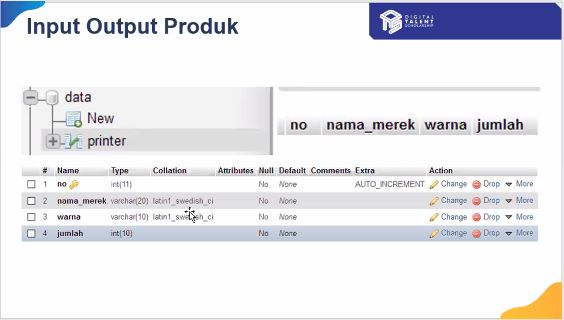 Input Output Produk
DIGITAL
TALENT
SCHOLARSHIP
data
New
printer
no nama_merek warna jumlah
# Name Type Collation Attributes Null Default Comments Extra Action
1 no int(11) No None AUTO_INCREMENT Change Drop More
2 nama_merek varchar(20) latin1_swedish_ci No None Change Drop More
3 warna varchar(10) latin1_swedish_ci No None Change Drop More
4 jumlah int(10) No None Change Drop More